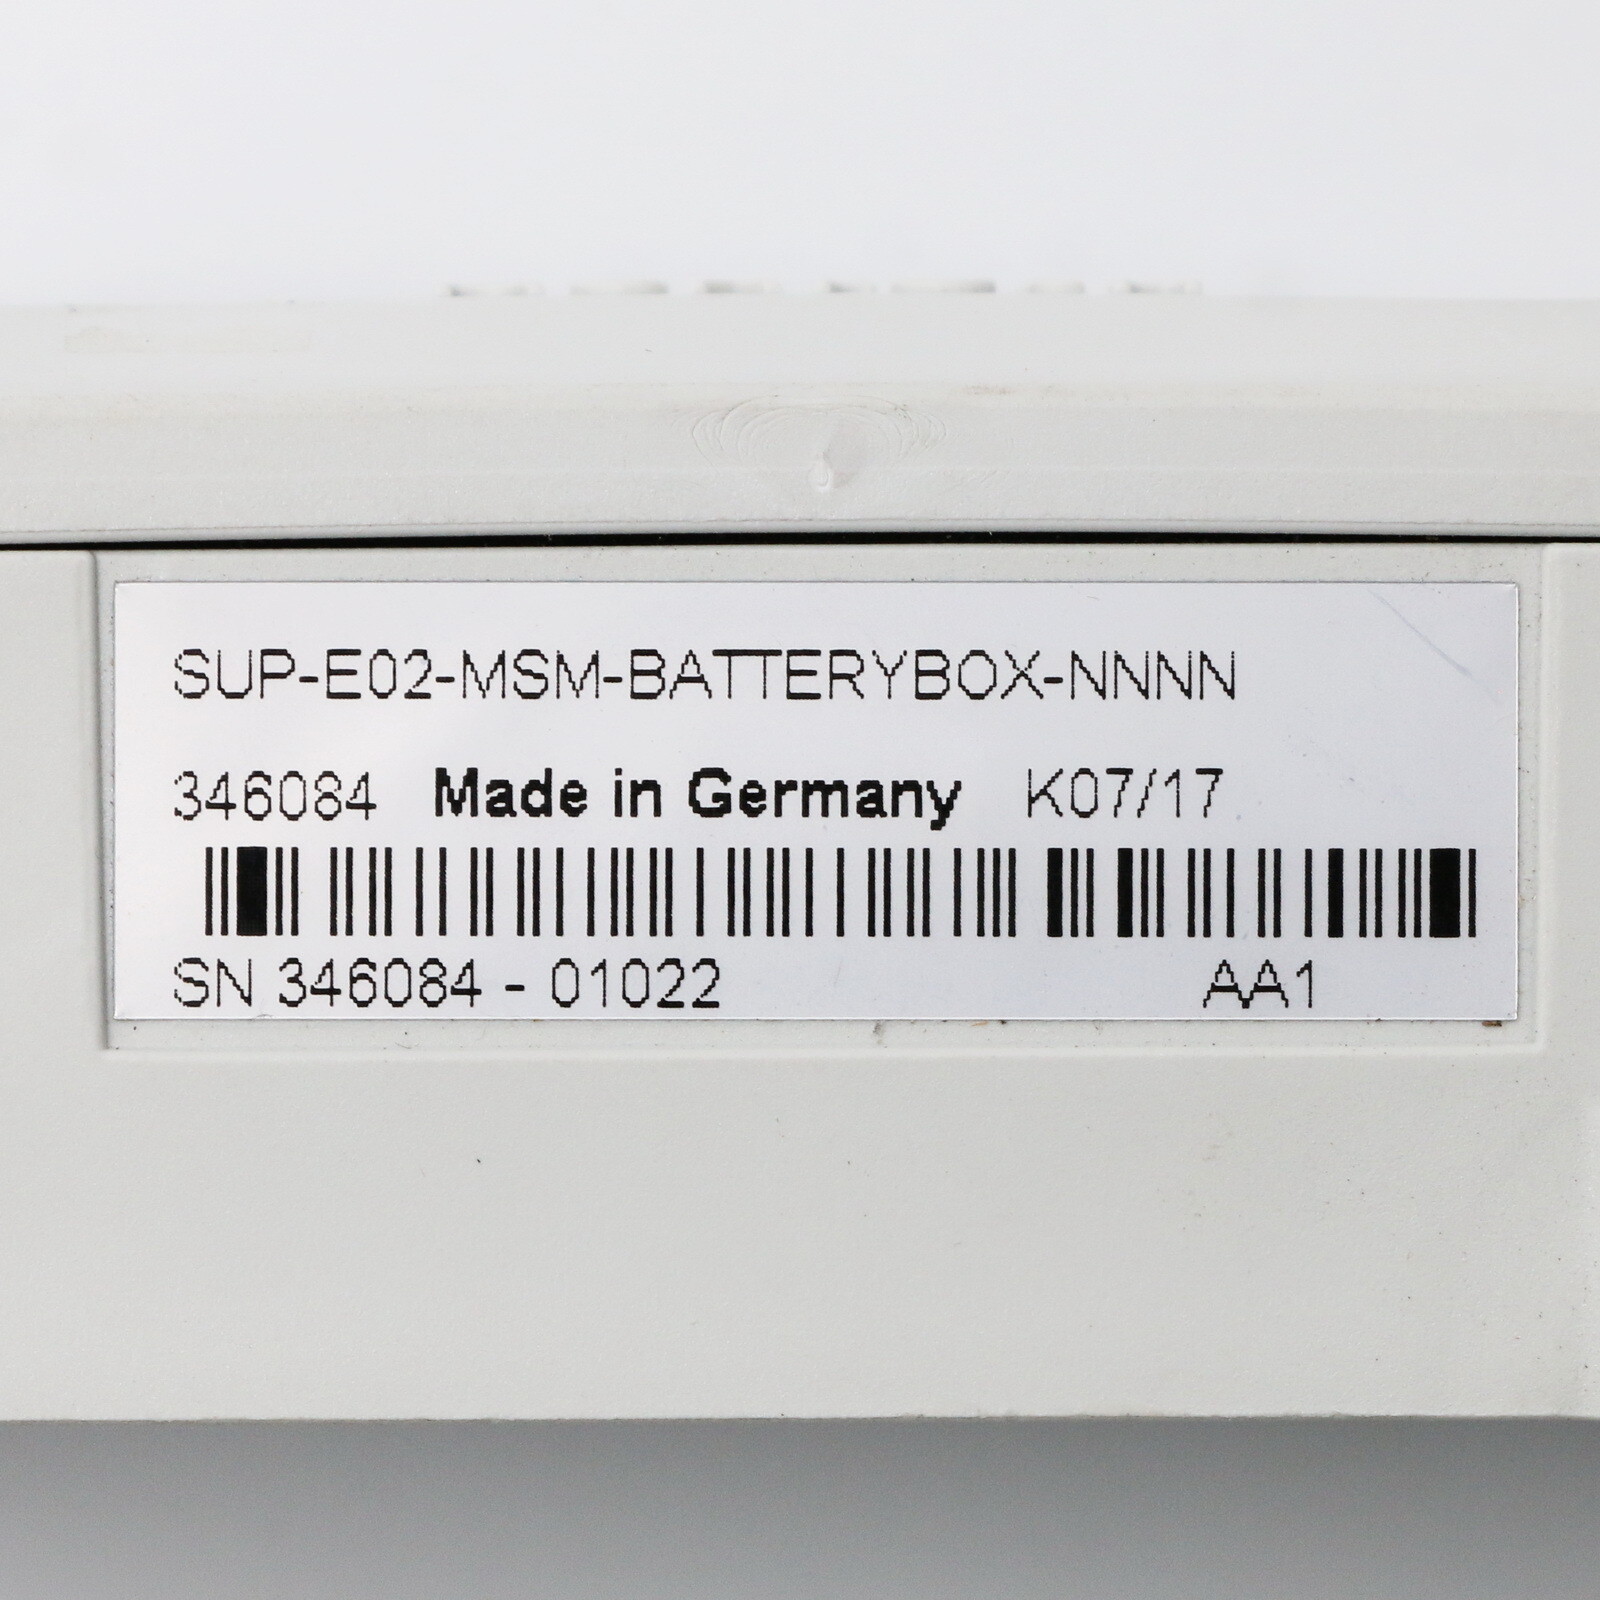 SUP-E02-MSM-BATTERYBOX-NNNN
346084 Made in Germany K07/17
SN 346084 - 01022 AA1